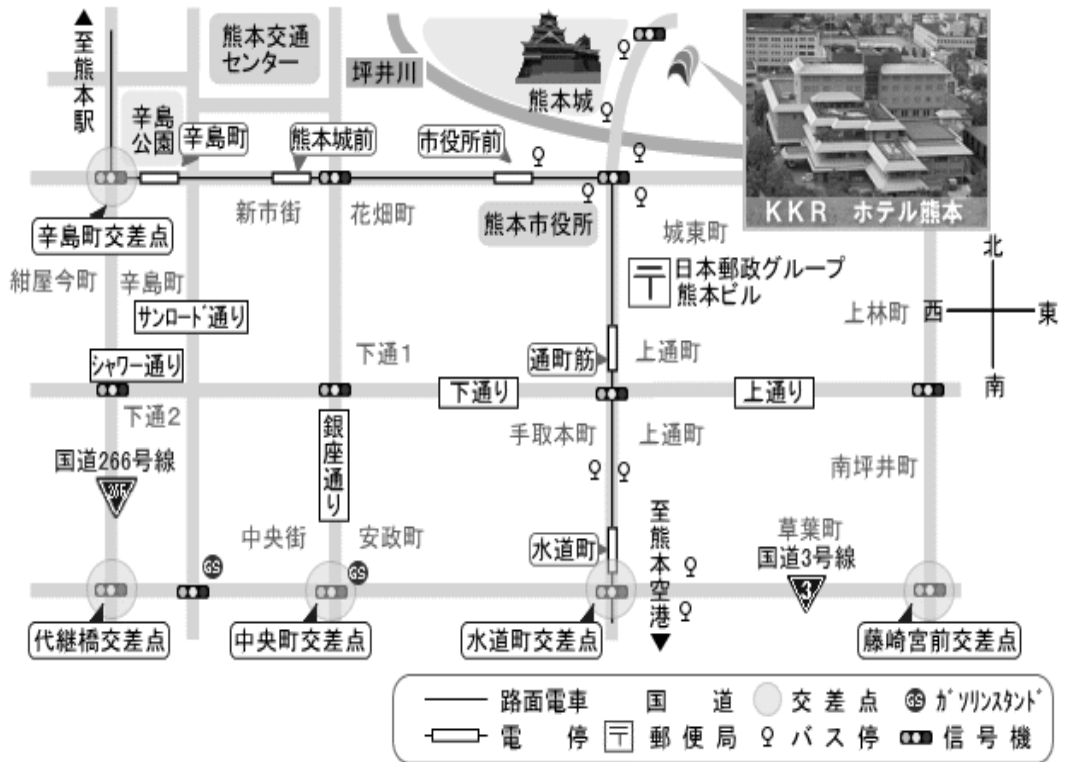 ▲至熊本駅
熊本交通
センター
坪井川
熊本城
KKR ホテル熊本
辛島
公園
辛島町
熊本城前
市役所前
新市街
花畑町
熊本市役所
城東町
辛島町交差点
紺屋今町
辛島町
サンロード通り
日本郵政グループ
熊本ビル
上林町
北
西
東
南
シャワー通り
下通1
通町筋
上通町
下通2
下通り
上通り
銀座通り
手取本町
上通町
国道266号線
266
南坪井町
中央街
安政町
水道町
至熊本空港▼
草葉町
国道3号線
3
GS
GS
代継橋交差点
中央町交差点
水道町交差点
藤崎宮前交差点
路面電車 国道 交差点 GS ガソリンスタンド
電停 〒 郵便局 バス停 信号機